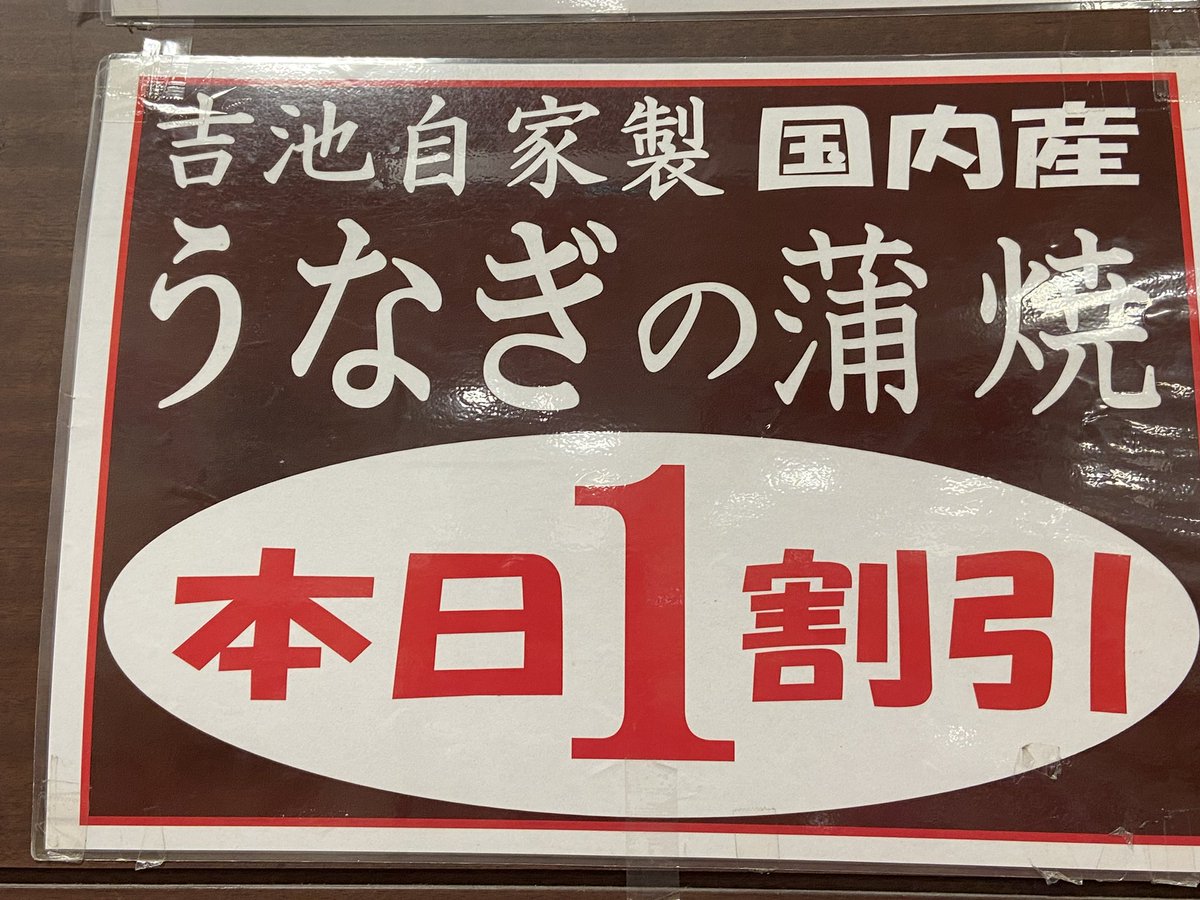 吉池自家製 国内産
うなぎの蒲焼
本日1割引